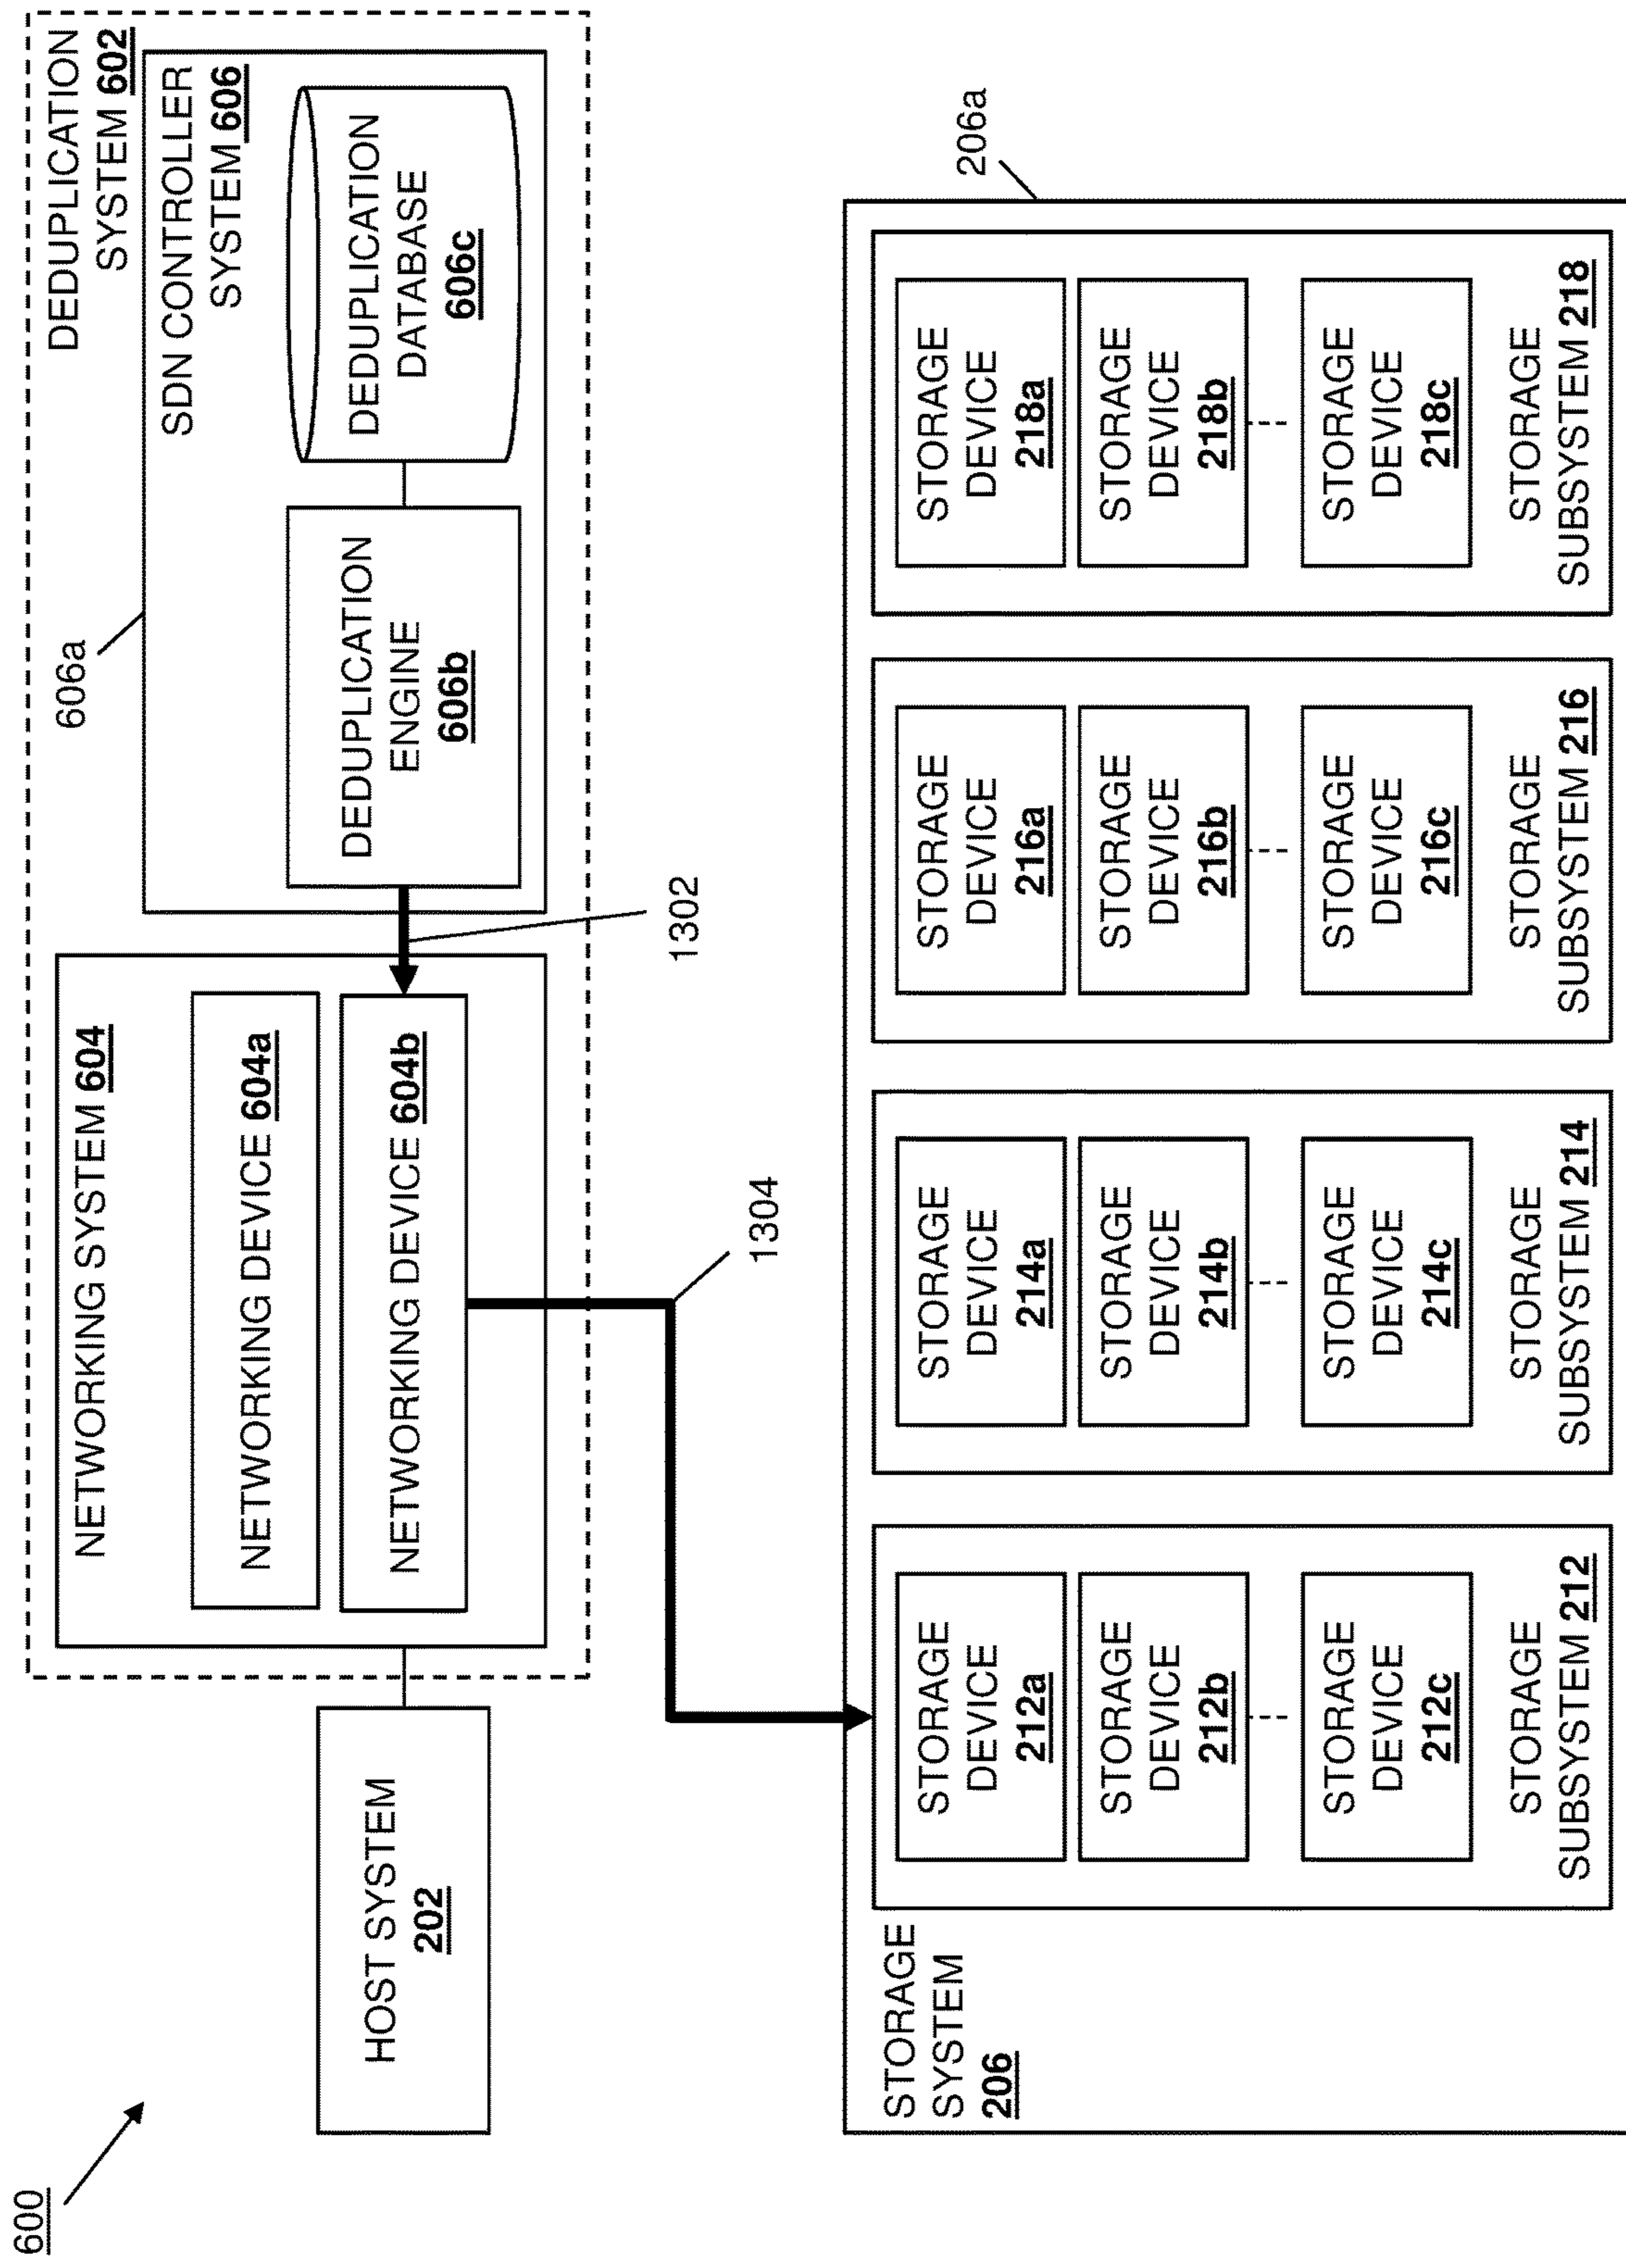 600
DEDUPLICATION
SYSTEM 602
606a
SDN CONTROLLER
SYSTEM 606
NETWORKING SYSTEM 604
NETWORKING DEVICE 604a
NETWORKING DEVICE 604b
HOST SYSTEM
202
DEDUPLICATION
ENGINE
606b
DEDUPLICATION
DATABASE
606c
1302
1304
206a
STORAGE
SYSTEM
206
STORAGE
DEVICE
212a
STORAGE
DEVICE
212b
STORAGE
DEVICE
212c
STORAGE
SUBSYSTEM 212
STORAGE
DEVICE
214a
STORAGE
DEVICE
214b
STORAGE
DEVICE
214c
STORAGE
SUBSYSTEM 214
STORAGE
DEVICE
216a
STORAGE
DEVICE
216b
STORAGE
DEVICE
216c
STORAGE
SUBSYSTEM 216
STORAGE
DEVICE
218a
STORAGE
DEVICE
218b
STORAGE
DEVICE
218c
STORAGE
SUBSYSTEM 218